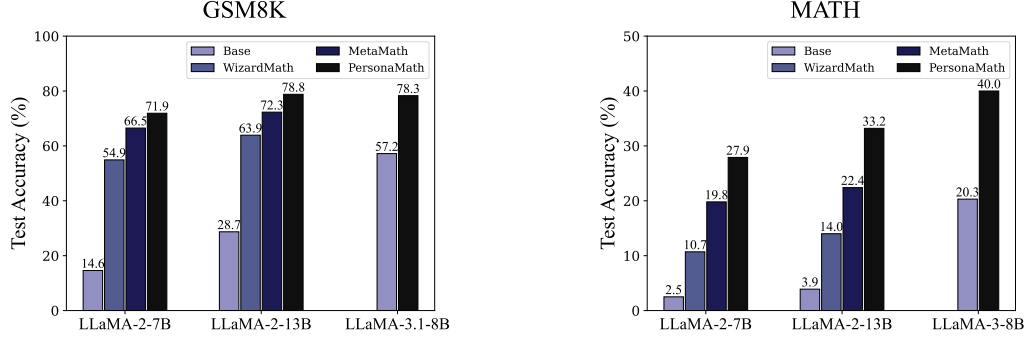 GSM8K
Test Accuracy (%)
100
80
60
40
20
0
Base
WizardMath
MetaMath
PersonaMath
14.6
54.9
66.5
71.9
28.7
63.9
72.3
78.8
57.2
78.3
LLaMA-2-7B
LLaMA-2-13B
LLaMA-3.1-8B
MATH
Test Accuracy (%)
50
40
30
20
10
0
Base
WizardMath
MetaMath
PersonaMath
2.5
10.7
19.8
27.9
3.9
14.0
22.4
33.2
20.3
40.0
LLaMA-2-7B
LLaMA-2-13B
LLaMA-3-8B